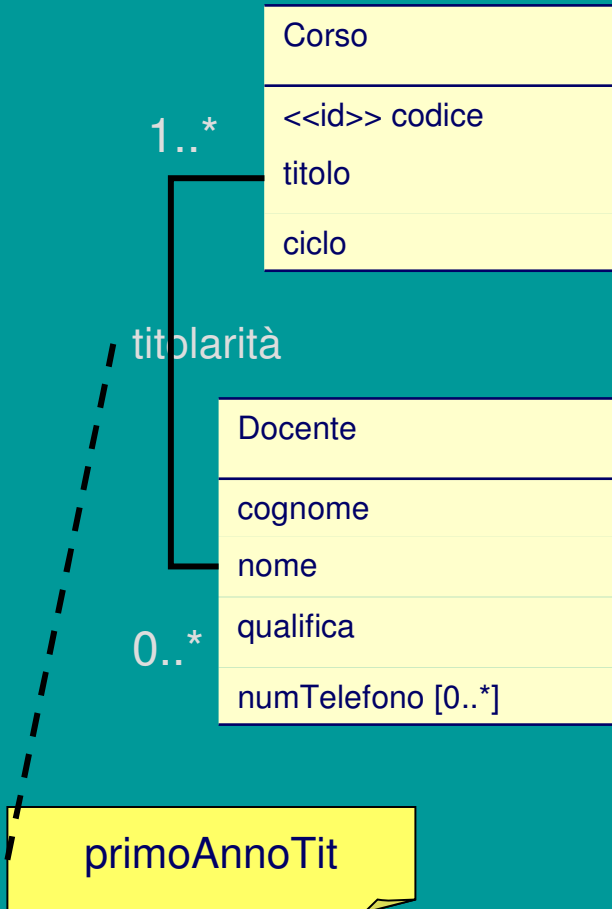 Corso
1..*
<<id>> codice
titolo
ciclo
titolarità
Docente
cognome
nome
0..*
qualifica
numTelefono [0..*]
primoAnnoTit